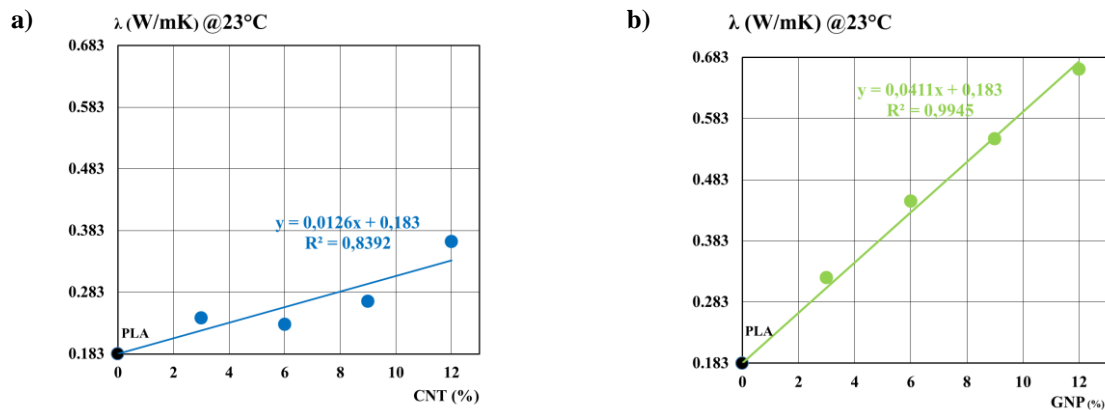 a)
λ (W/mK) @23°C
0.683
0.583
0.483
0.383
0.283
0.183
y = 0,0126x + 0,183
R² = 0,8392
PLA
0 2 4 6 8 10 12
CNT (%)
b)
λ (W/mK) @23°C
0.683
0.583
0.483
0.383
0.283
0.183
y = 0,0411x + 0,183
R² = 0,9945
PLA
0 2 4 6 8 10 12
GNP (%)